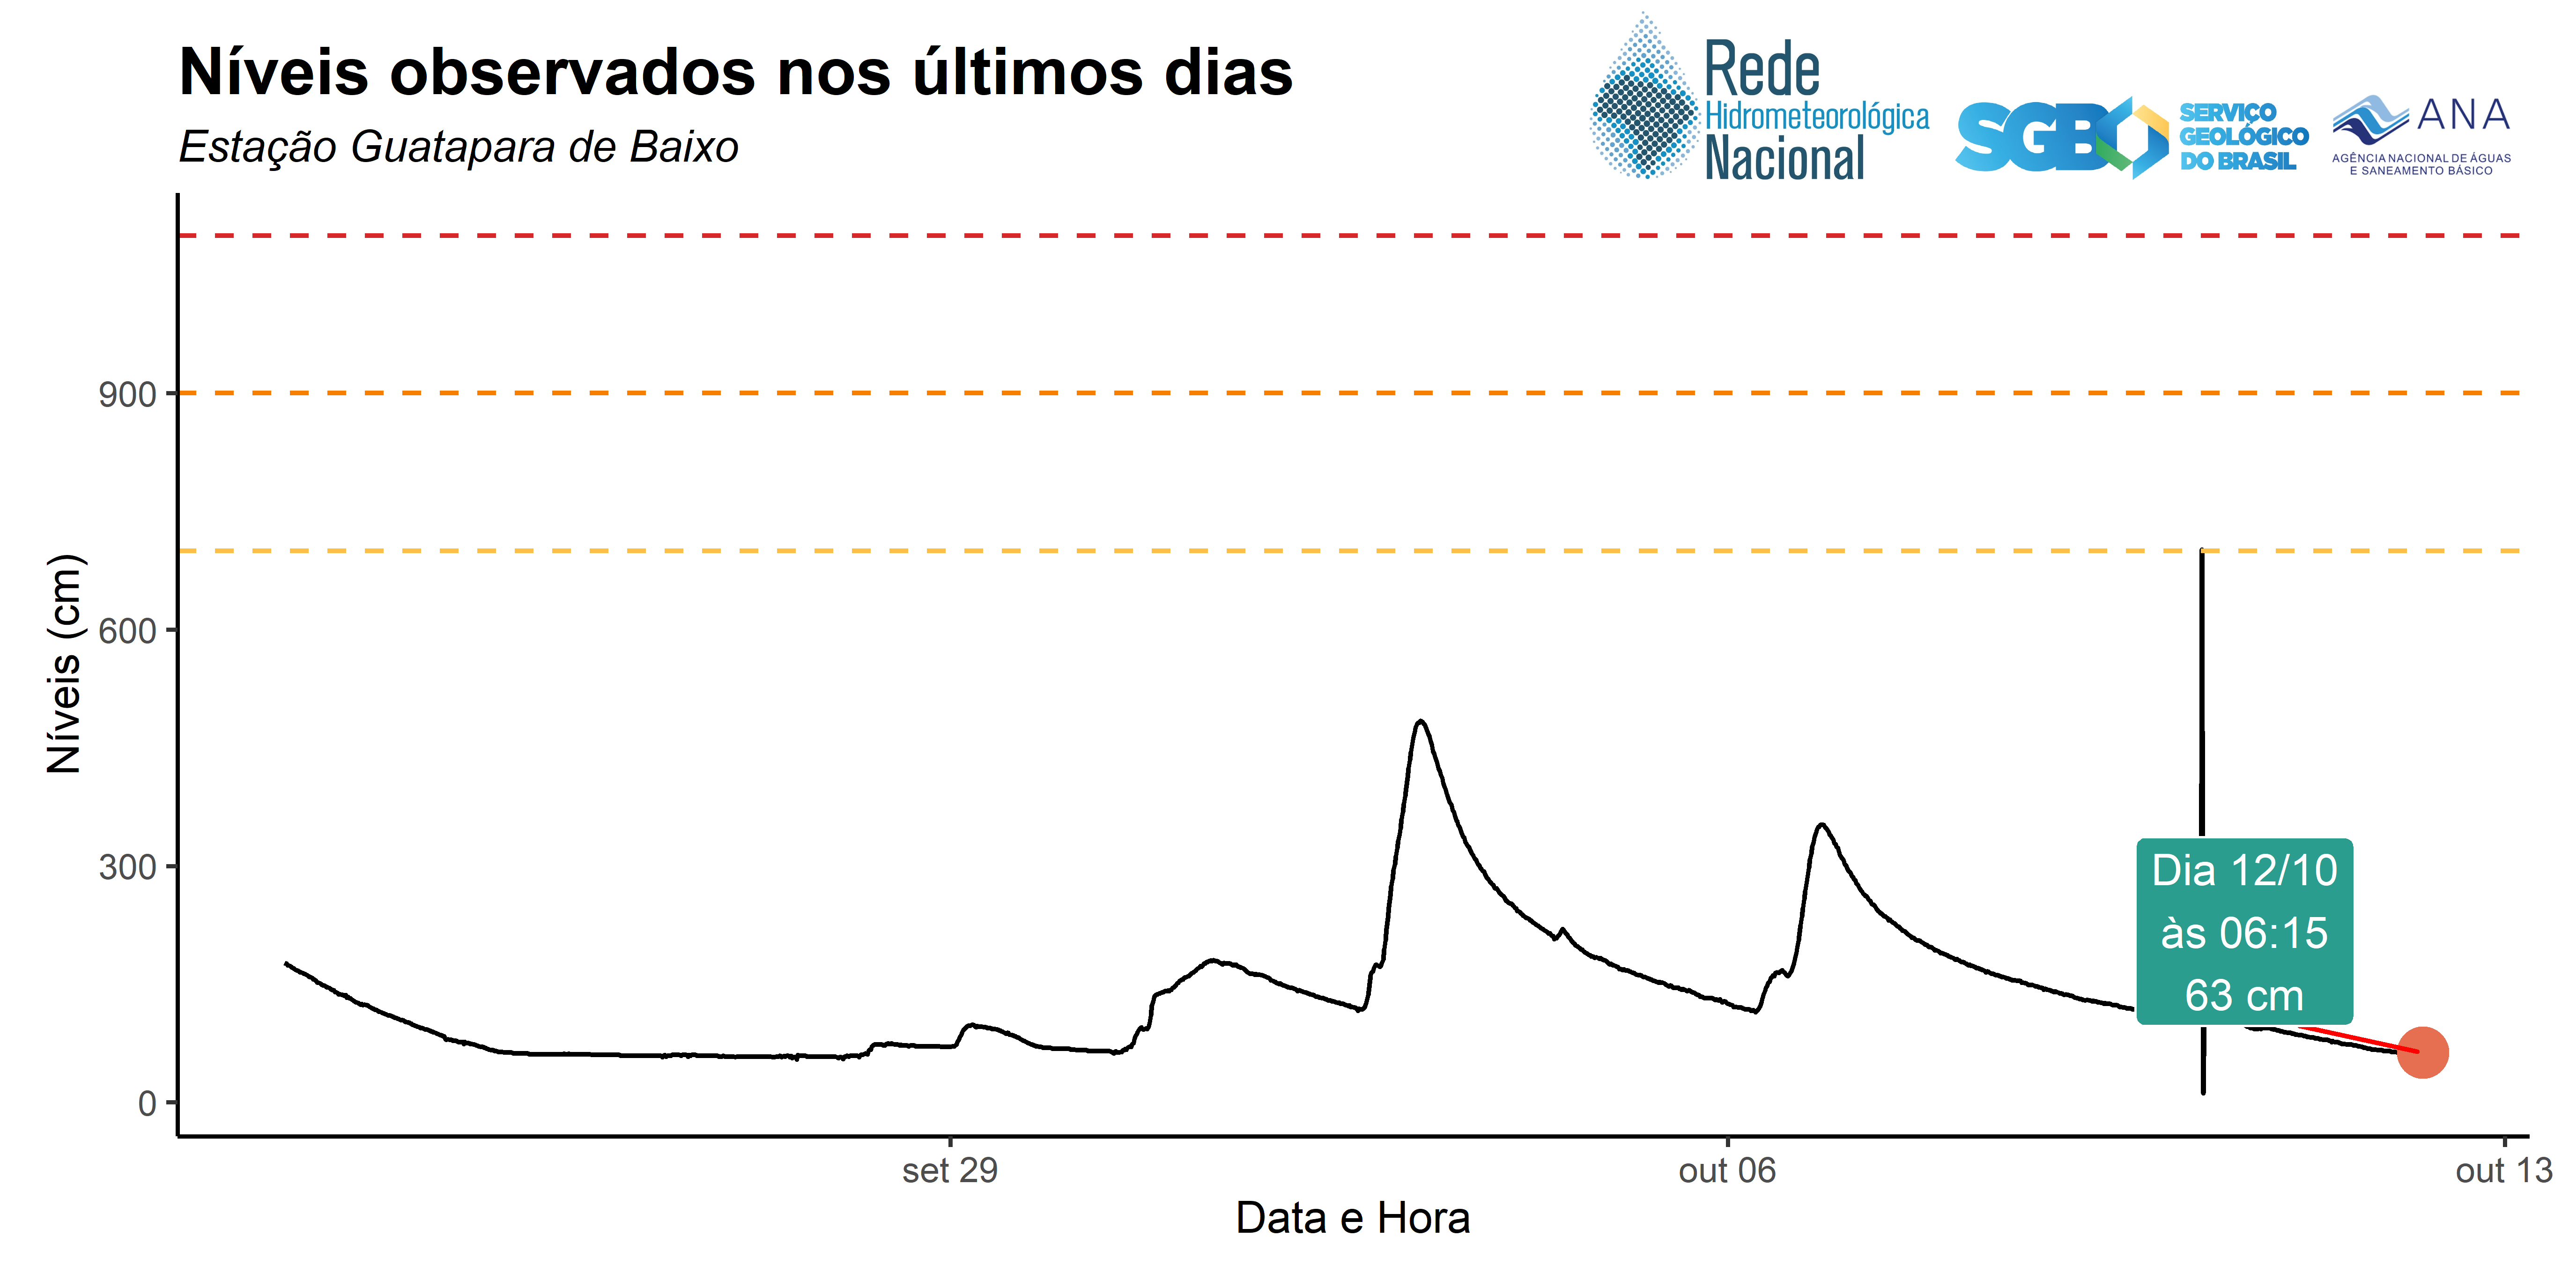 Níveis observados nos últimos dias
Estação Guatapara de Baixo
Rede
Hidrometeorológica
Nacional
SGB
SERVIÇO
GEOLÓGICO
DO BRASIL
ANA
AGÊNCIA NACIONAL DE ÁGUAS
E SANEAMENTO BÁSICO
Níveis (cm)
900
600
300
0
Dia 12/10
às 06:15
63 cm
set 29
out 06
out 13
Data e Hora